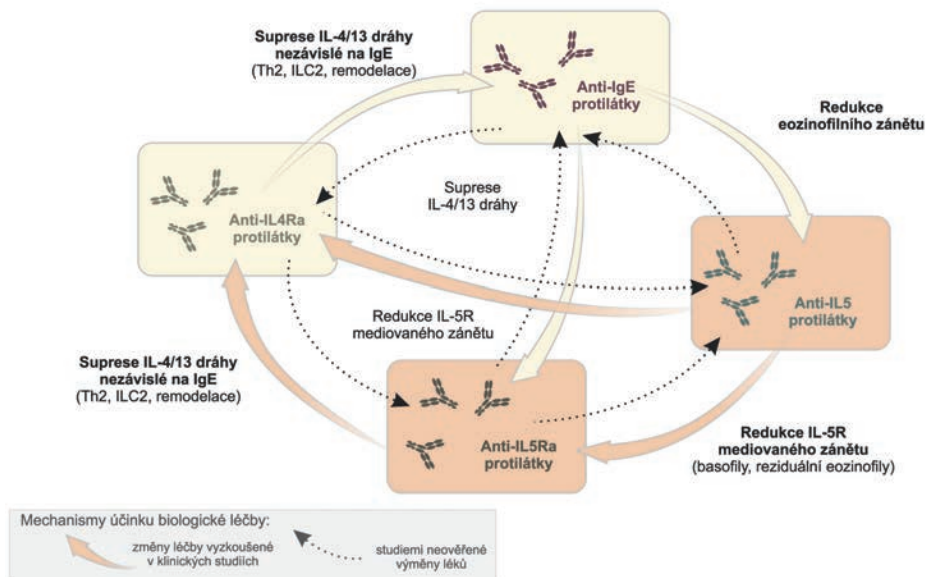 Suprese IL-4/13 dráhy
nezávislé na IgE
(Th2, ILC2, remodelace)
Anti-IgE
protilátky
Redukce
eozinofilního zánětu
Suprese
IL-4/13 dráhy
Anti-IL4Ra
protilátky
Anti-IL5
protilátky
Redukce IL-5R
mediovaného zánětu
Suprese IL-4/13 dráhy
nezávislé na IgE
(Th2, ILC2, remodelace)
Anti-IL5Ra
protilátky
Redukce IL-5R
mediovaného zánětu
(basofily, reziduální eozinofily)
Mechanismy účinku biologické léčby:
změny léčby vyzkoušené
v klinických studiích
studiemi neověřené
výměny léků